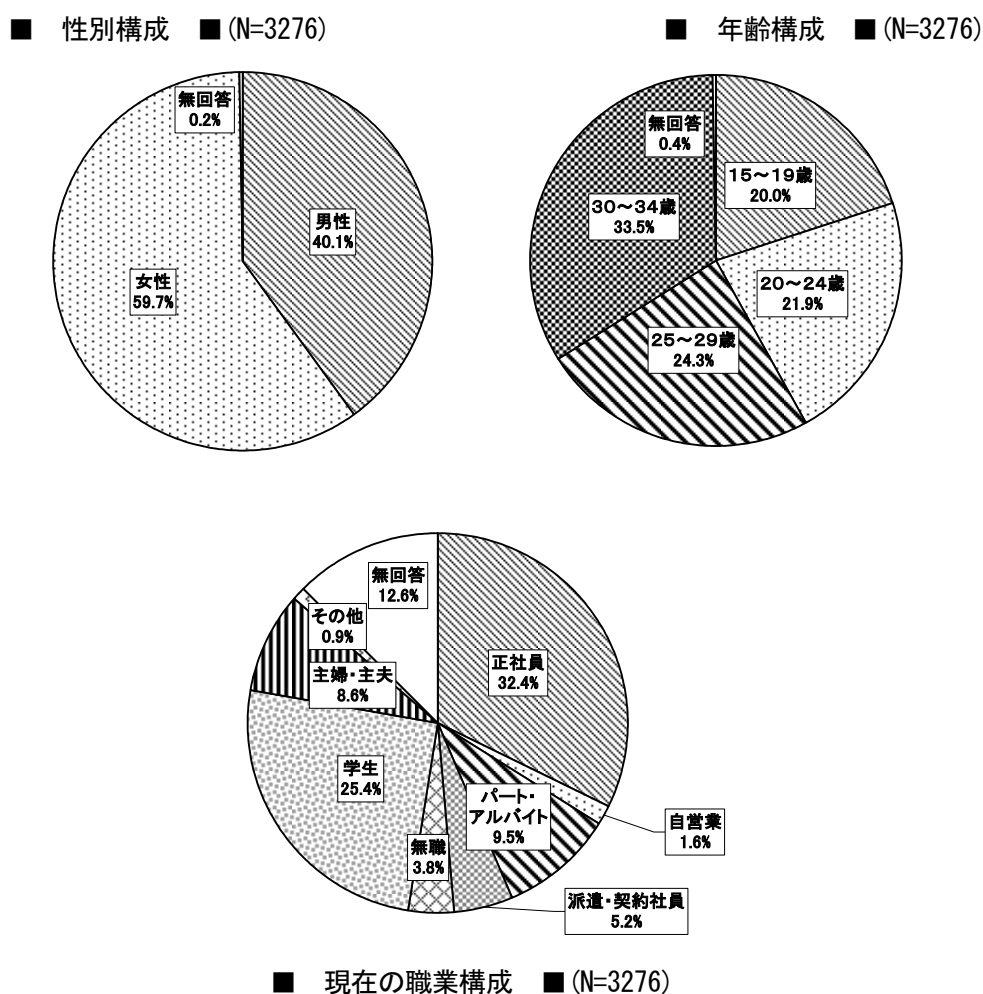 ■ 性別構成 ■(N=3276)
■ 年齢構成 ■(N=3276)
無回答
0.2%
男性
40.1%
女性
59.7%
無回答
0.4%
15～19歳
20.0%
30～34歳
33.5%
20～24歳
21.9%
25～29歳
24.3%
無回答
12.6%
その他
0.9%
正社員
32.4%
主婦・主夫
8.6%
学生
25.4%
パート・
アルバイト
9.5%
自営業
1.6%
無職
3.8%
派遣・契約社員
5.2%
■ 現在の職業構成 ■(N=3276)